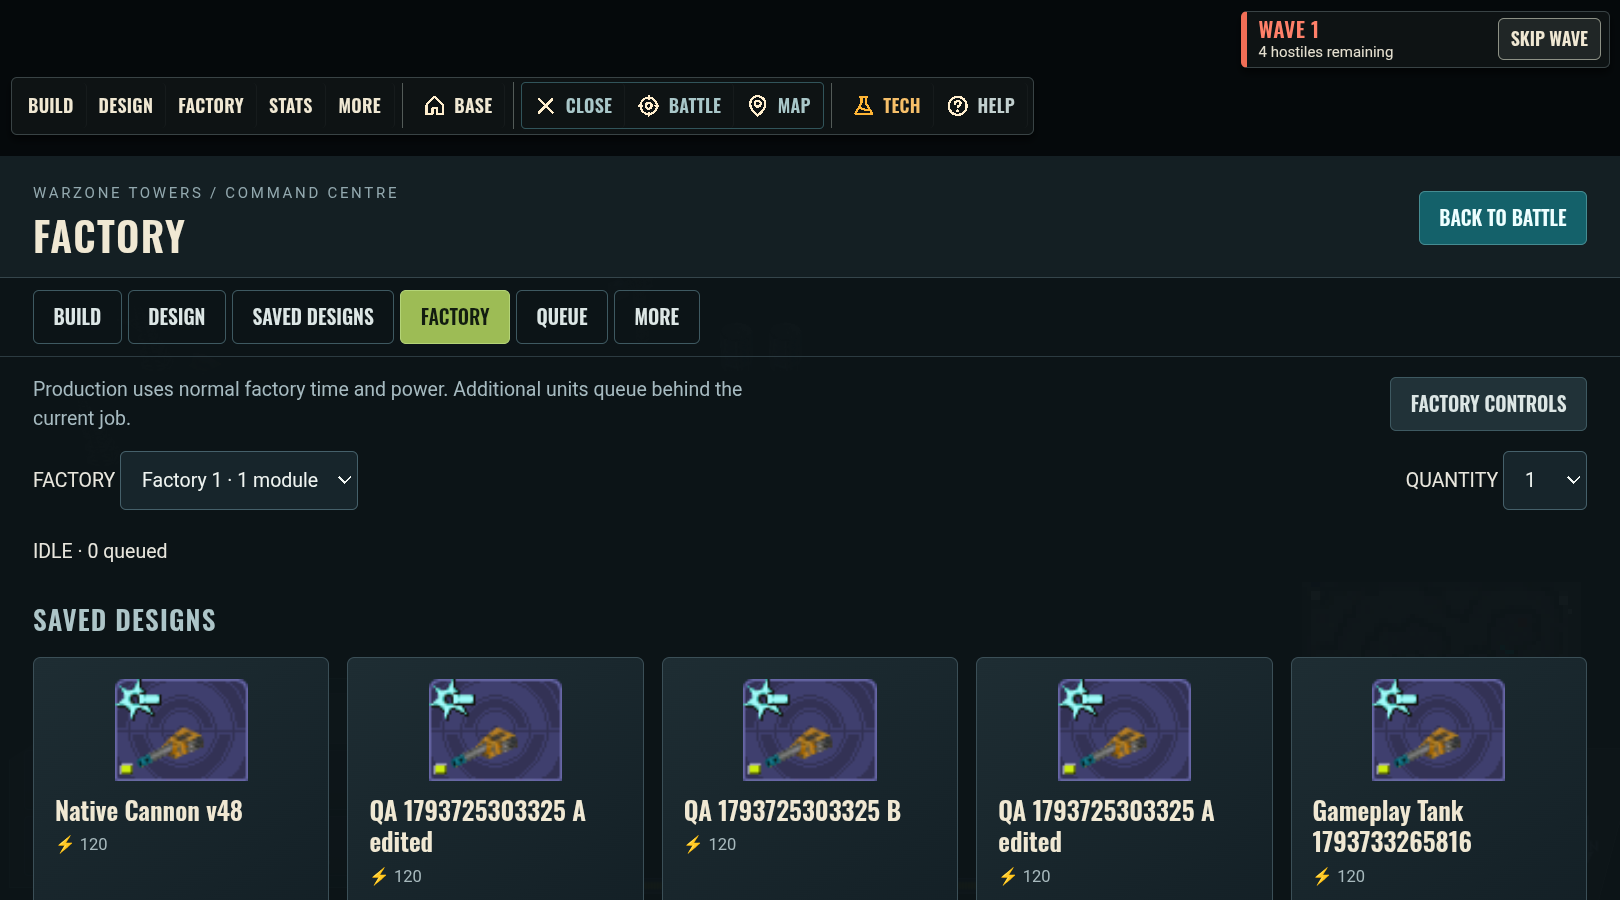 WAVE 1
4 hostiles remaining
SKIP WAVE
BUILD DESIGN FACTORY STATS MORE BASE CLOSE BATTLE MAP TECH HELP
WARZONE TOWERS / COMMAND CENTRE
FACTORY
BACK TO BATTLE
BUILD DESIGN SAVED DESIGNS FACTORY QUEUE MORE
Production uses normal factory time and power. Additional units queue behind the
current job.
FACTORY CONTROLS
FACTORY Factory 1 · 1 module
QUANTITY 1
IDLE · 0 queued
SAVED DESIGNS
Native Cannon v48
⚡ 120
QA 1793725303325 A
edited
⚡ 120
QA 1793725303325 B
⚡ 120
QA 1793725303325 A
edited
⚡ 120
Gameplay Tank
1793733265816
⚡ 120